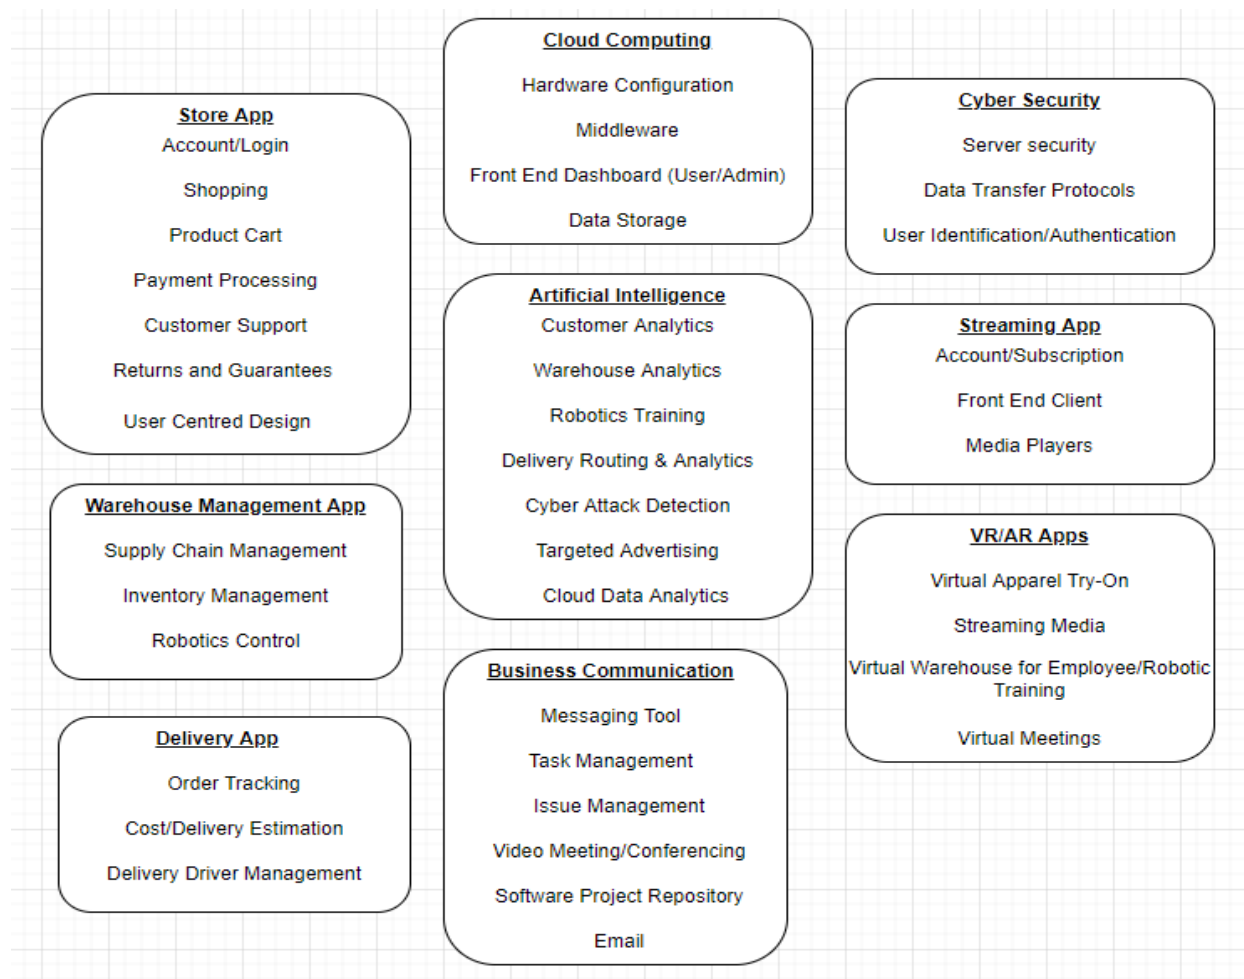 Store App
Account/Login
Shopping
Product Cart
Payment Processing
Customer Support
Returns and Guarantees
User Centred Design
Warehouse Management App
Supply Chain Management
Inventory Management
Robotics Control
Delivery App
Order Tracking
Cost/Delivery Estimation
Delivery Driver Management
Cloud Computing
Hardware Configuration
Middleware
Front End Dashboard (User/Admin)
Data Storage
Artificial Intelligence
Customer Analytics
Warehouse Analytics
Robotics Training
Delivery Routing & Analytics
Cyber Attack Detection
Targeted Advertising
Cloud Data Analytics
Business Communication
Messaging Tool
Task Management
Issue Management
Video Meeting/Conferencing
Software Project Repository
Email
Cyber Security
Server security
Data Transfer Protocols
User Identification/Authentication
Streaming App
Account/Subscription
Front End Client
Media Players
VR/AR Apps
Virtual Apparel Try-On
Streaming Media
Virtual Warehouse for Employee/Robotic
Training
Virtual Meetings